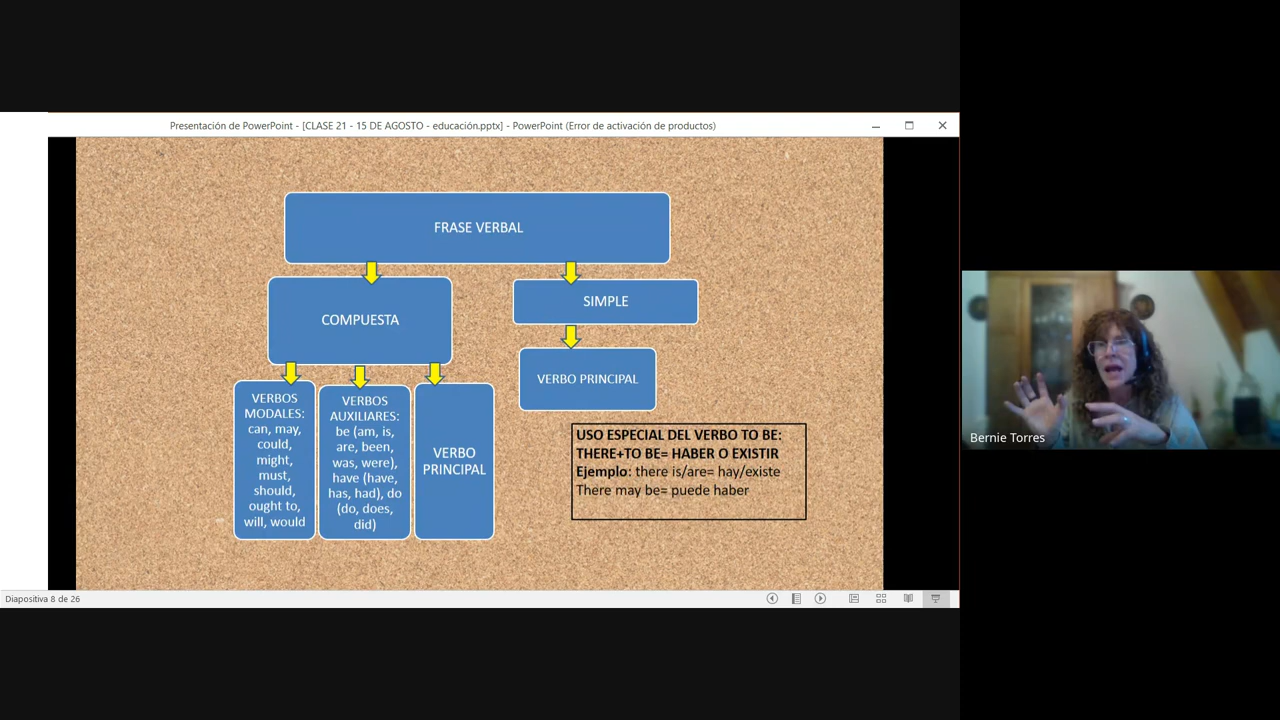 Presentación de PowerPoint - [CLASE 21 - 15 DE AGOSTO - educación.pptx] - PowerPoint (Error de activación de productos)
FRASE VERBAL
COMPUESTA
SIMPLE
VERBO PRINCIPAL
VERBOS
MODALES:
can, may,
could,
might,
must,
should,
ought to,
will, would
VERBOS
AUXILIARES:
be (am, is,
are, been,
was, were),
have (have,
has, had), do
(do, does,
did)
VERBO
PRINCIPAL
USO ESPECIAL DEL VERBO TO BE:
THERE+TO BE= HABER O EXISTIR
Ejemplo: there is/are= hay/existe
There may be= puede haber
Bernie Torres
Diapositiva 8 de 26